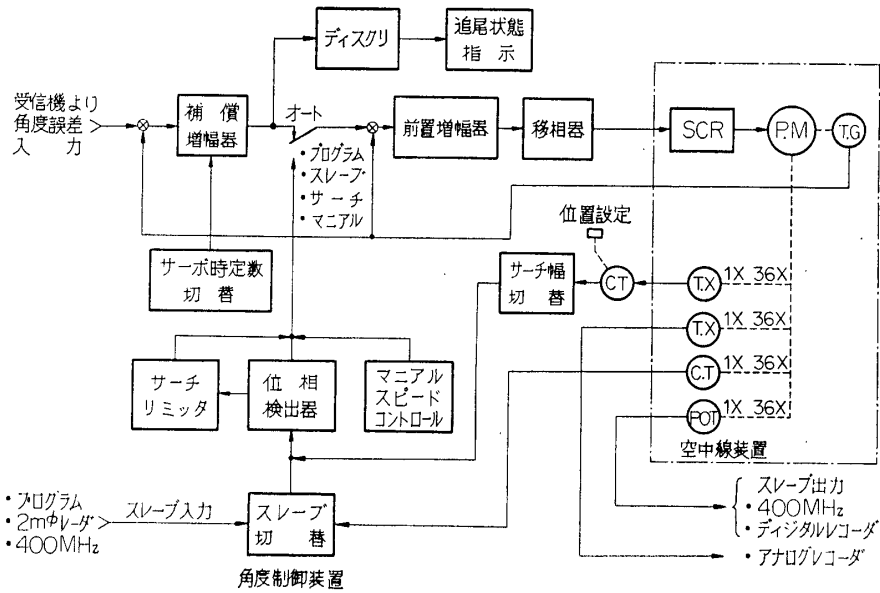 ディスクリ
追尾状態
指示
受信機より
角度誤差
入力
補償
増幅器
オート
・プログラム
・スレーブ
・サーチ
・マニアル
前置増幅器
移相器
SCR
P.M
T.G
サーボ時定数
切替
位置設定
サーチ幅
切替
CT
T.X
1X 36X
T.X
1X 36X
C.T
1X 36X
POT
1X 36X
空中線装置
サーチ
リミッタ
位相
検出器
マニアル
スピード
コントロール
・プログラム
・2mφレーダ
・400MHz
スレーブ入力
スレーブ
切替
角度制御装置
スレーブ出力
・400MHz
・ディジタルレコーダ
・アナログレコーダ